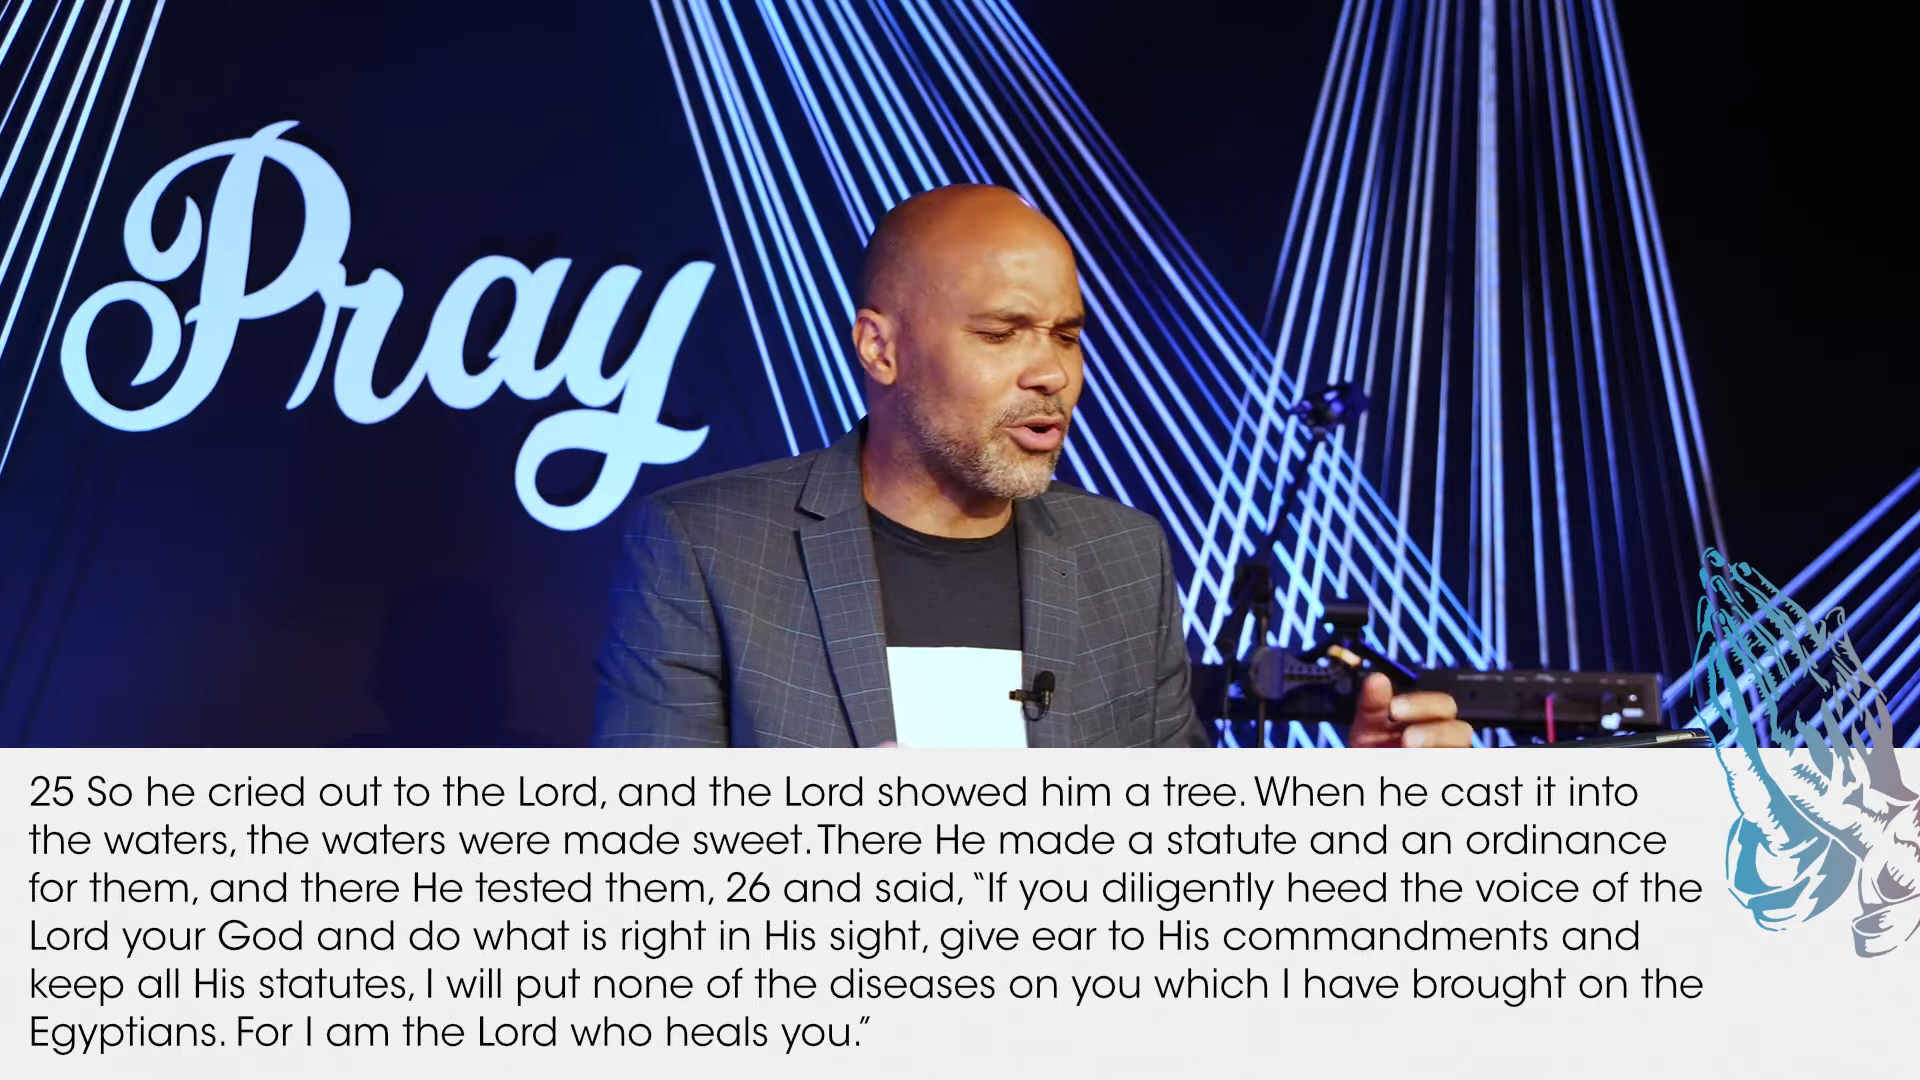 Pray
25 So he cried out to the Lord, and the Lord showed him a tree. When he cast it into
the waters, the waters were made sweet. There He made a statute and an ordinance
for them, and there He tested them, 26 and said, “If you diligently heed the voice of the
Lord your God and do what is right in His sight, give ear to His commandments and
keep all His statutes, I will put none of the diseases on you which I have brought on the
Egyptians. For I am the Lord who heals you.”